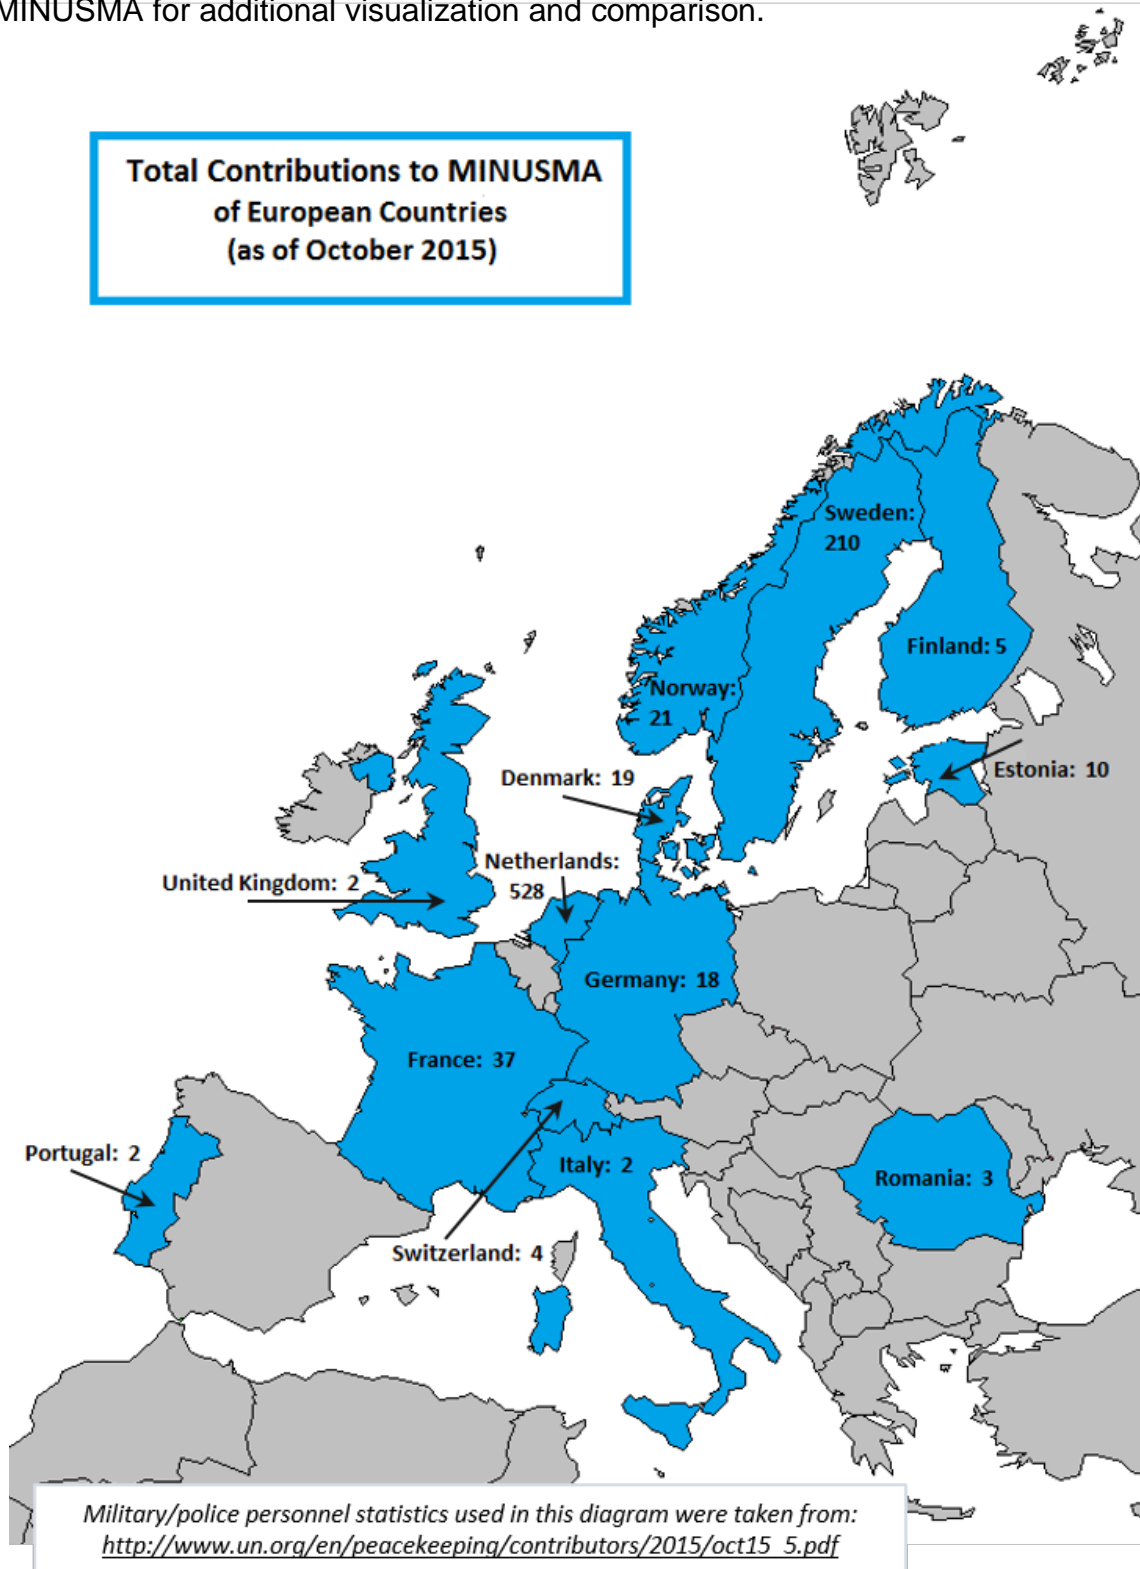 MINUSMA for additional visualization and comparison.
Total Contributions to MINUSMA
of European Countries
(as of October 2015)
Sweden:
210
Finland: 5
Norway:
21
Denmark: 19
Estonia: 10
Netherlands:
528
United Kingdom: 2
Germany: 18
France: 37
Portugal: 2
Italy: 2
Romania: 3
Switzerland: 4
Military/police personnel statistics used in this diagram were taken from:
http://www.un.org/en/peacekeeping/contributors/2015/oct15_5.pdf